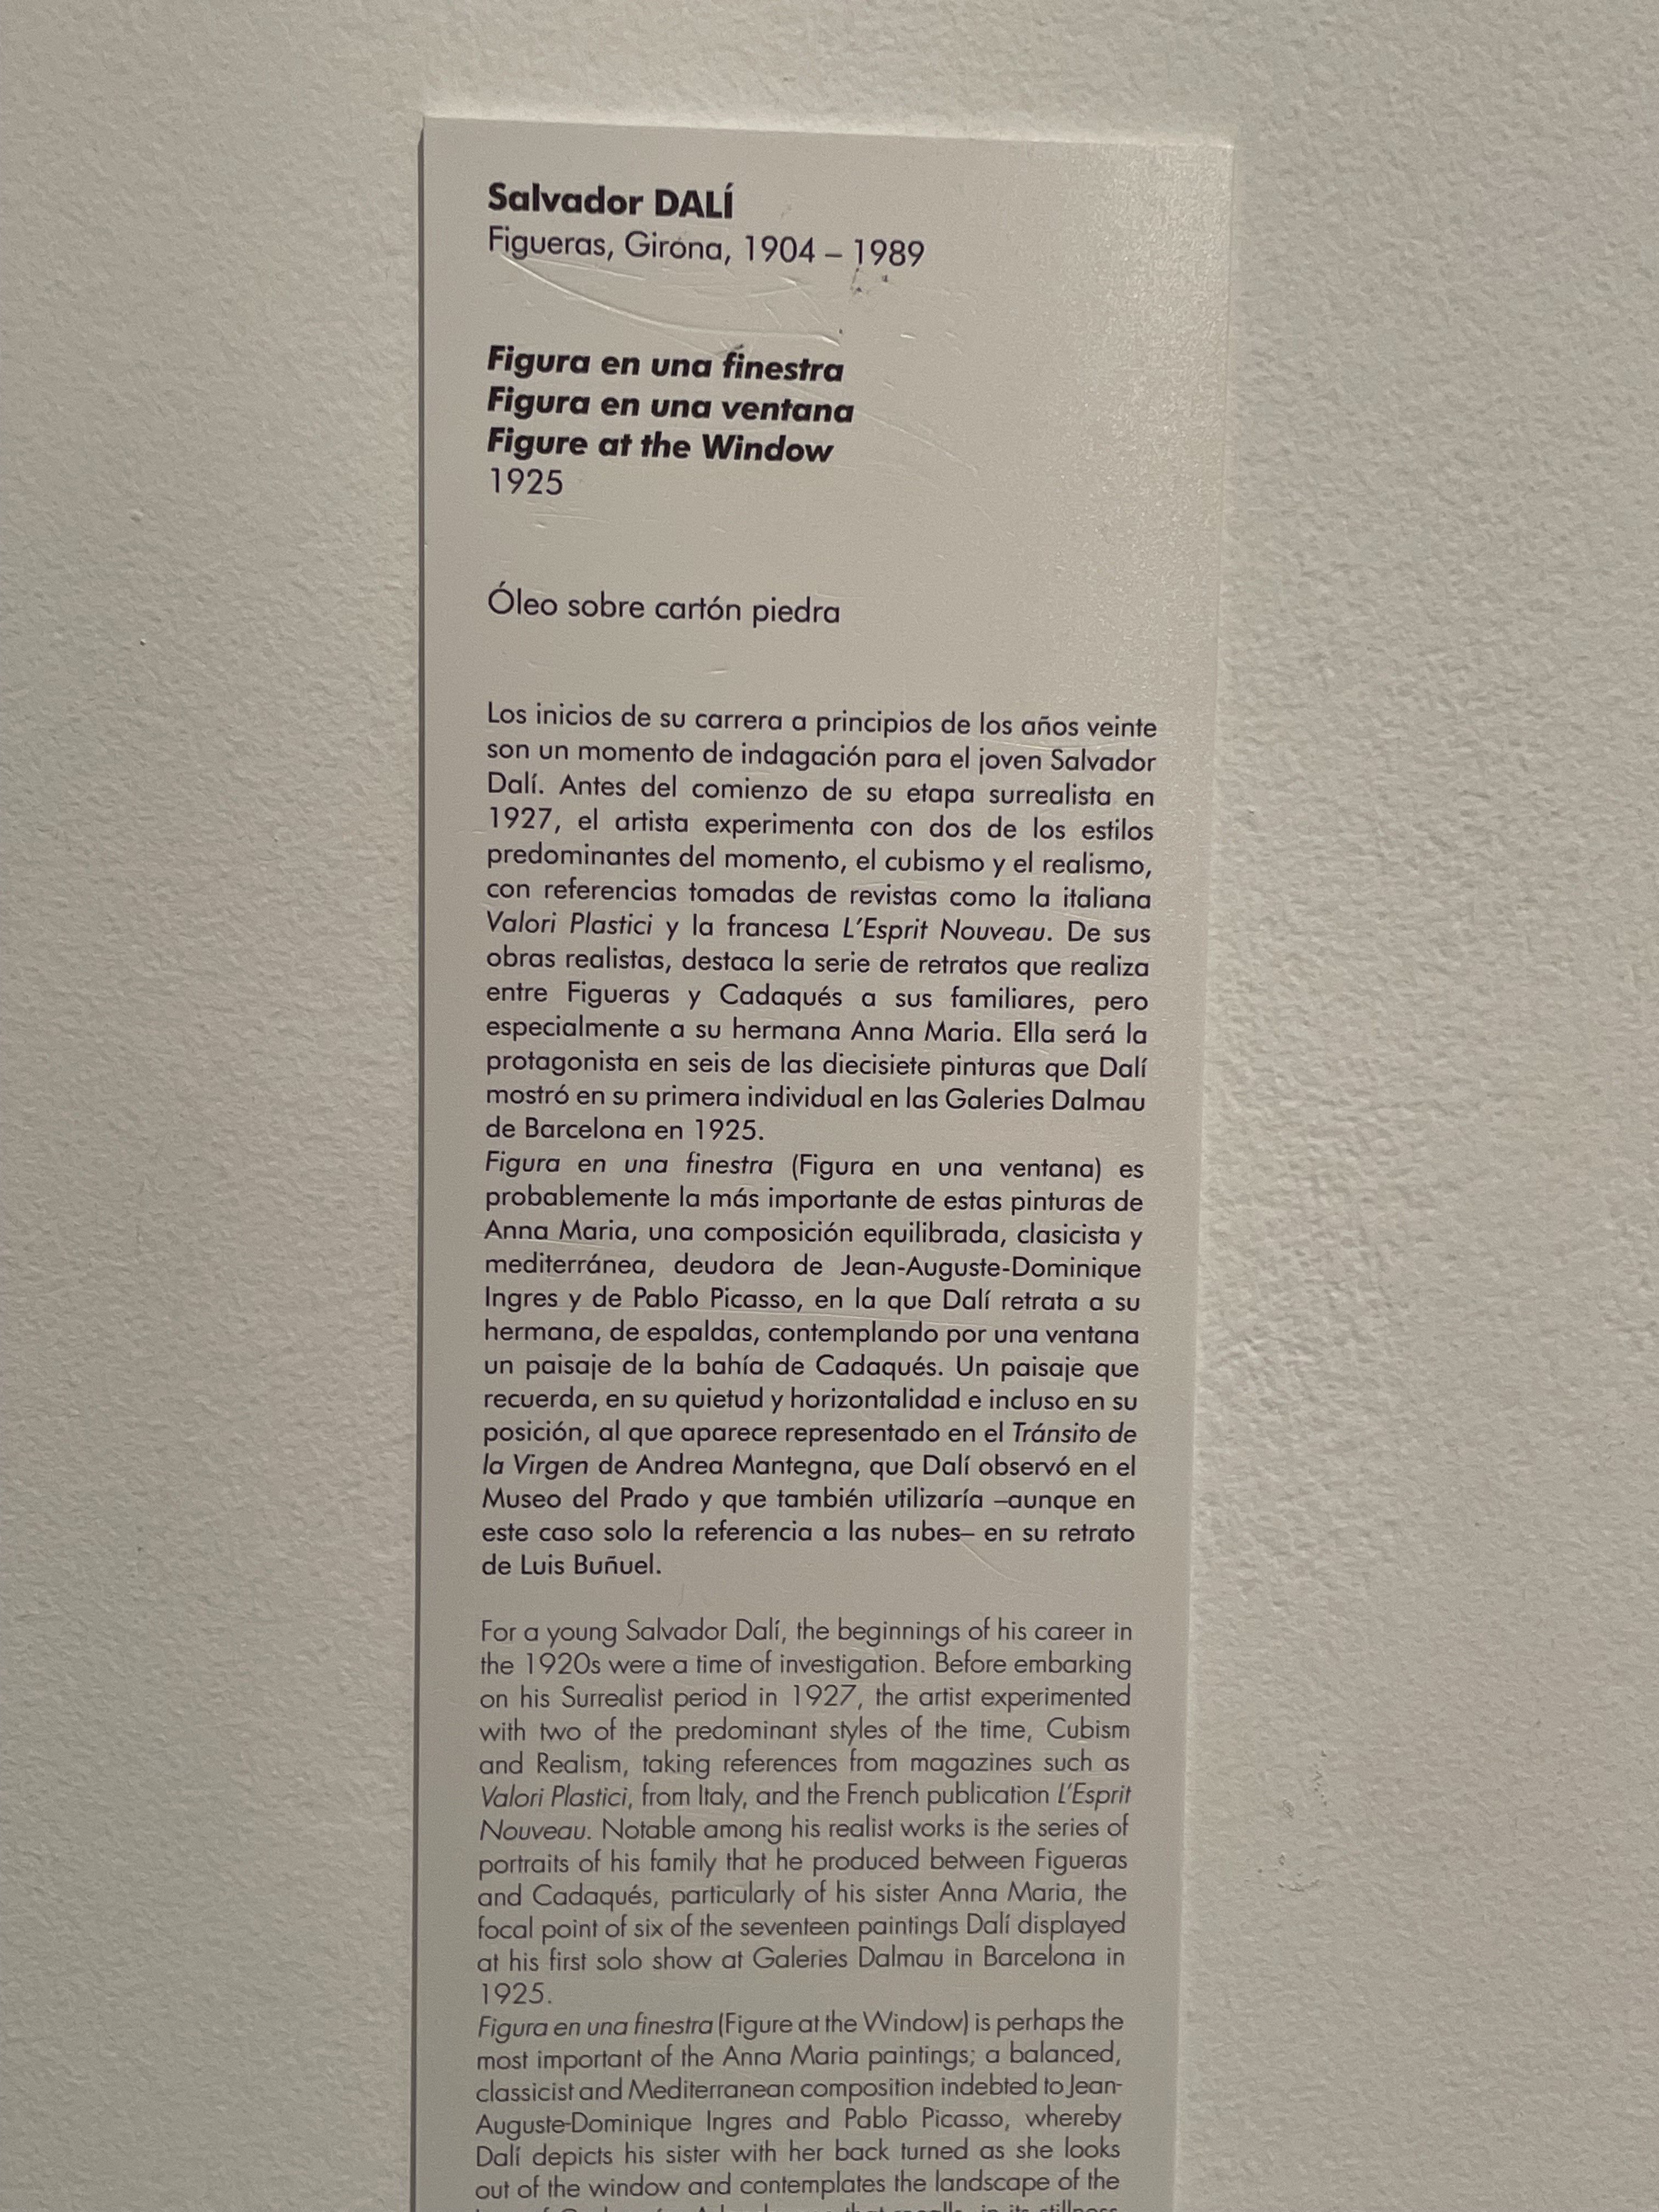 Salvador DALÍ
Figueras, Girona, 1904 – 1989
Figura en una finestra
Figura en una ventana
Figure at the Window
1925
Óleo sobre cartón piedra
Los inicios de su carrera a principios de los años veinte
son un momento de indagación para el joven Salvador
Dalí. Antes del comienzo de su etapa surrealista en
1927, el artista experimenta con dos de los estilos
predominantes del momento, el cubismo y el realismo,
con referencias tomadas de revistas como la italiana
Valori Plastici y la francesa L’Esprit Nouveau. De sus
obras realistas, destaca la serie de retratos que realiza
entre Figueras y Cadaqués a sus familiares, pero
especialmente a su hermana Anna Maria. Ella será la
protagonista en seis de las diecisiete pinturas que Dalí
mostró en su primera individual en las Galeries Dalmau
de Barcelona en 1925.
Figura en una finestra (Figura en una ventana) es
probablemente la más importante de estas pinturas de
Anna Maria, una composición equilibrada, clasicista y
mediterránea, deudora de Jean-Auguste-Dominique
Ingres y de Pablo Picasso, en la que Dalí retrata a su
hermana, de espaldas, contemplando por una ventana
un paisaje de la bahía de Cadaqués. Un paisaje que
recuerda, en su quietud y horizontalidad e incluso en su
posición, al que aparece representado en el Tránsito de
la Virgen de Andrea Mantegna, que Dalí observó en el
Museo del Prado y que también utilizaría –aunque en
este caso solo la referencia a las nubes– en su retrato
de Luis Buñuel.
For a young Salvador Dalí, the beginnings of his career in
the 1920s were a time of investigation. Before embarking
on his Surrealist period in 1927, the artist experimented
with two of the predominant styles of the time, Cubism
and Realism, taking references from magazines such as
Valori Plastici, from Italy, and the French publication L’Esprit
Nouveau. Notable among his realist works is the series of
portraits of his family that he produced between Figueras
and Cadaqués, particularly of his sister Anna Maria, the
focal point of six of the seventeen paintings Dalí displayed
at his first solo show at Galeries Dalmau in Barcelona in
1925.
Figura en una finestra (Figure at the Window) is perhaps the
most important of the Anna Maria paintings; a balanced,
classicist and Mediterranean composition indebted to Jean-
Auguste-Dominique Ingres and Pablo Picasso, whereby
Dalí depicts his sister with her back turned as she looks
out of the window and contemplates the landscape of the